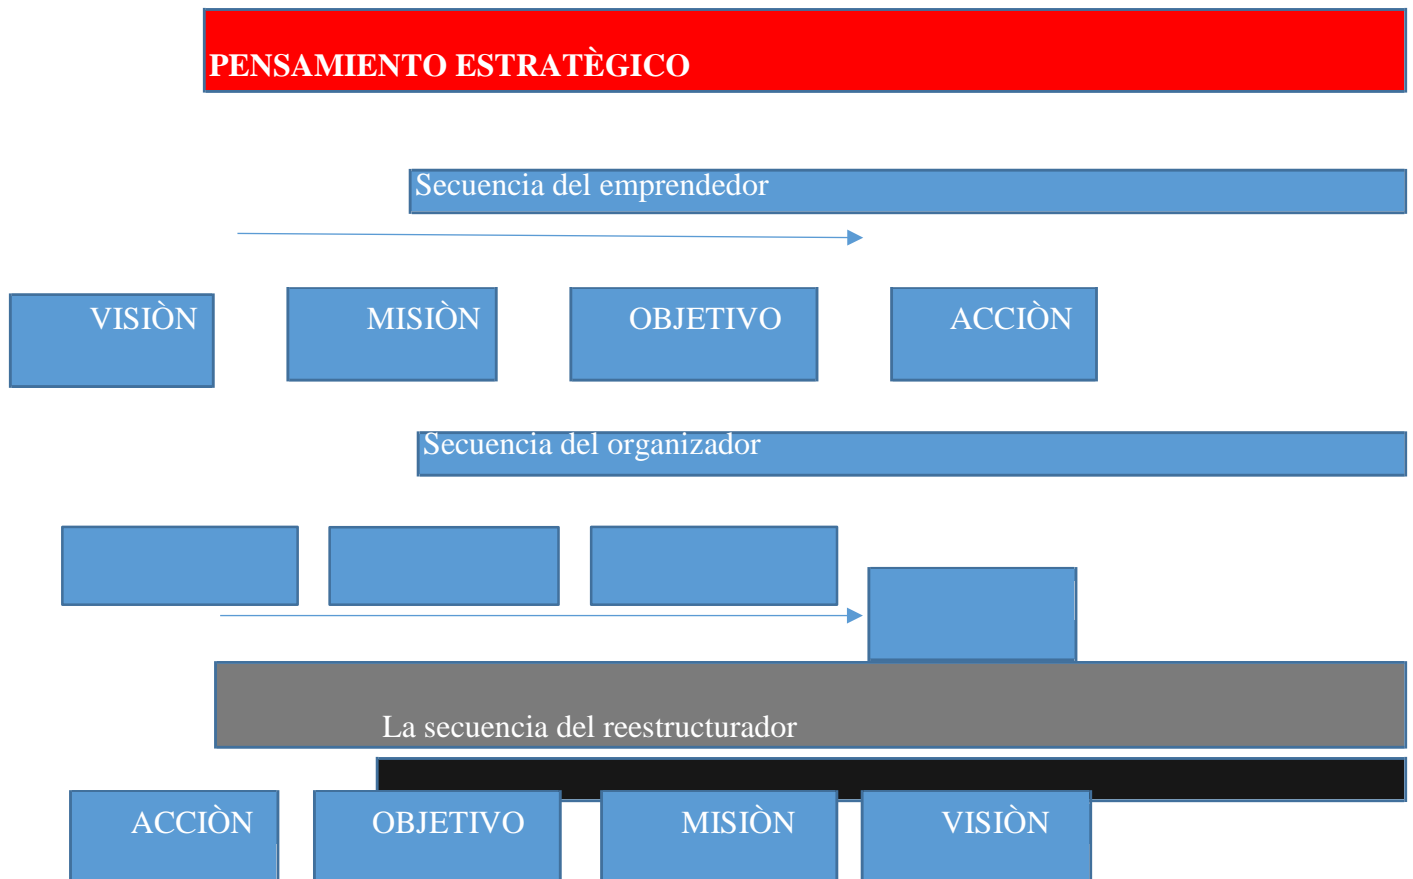 PENSAMIENTO ESTRATÈGICO
Secuencia del emprendedor
VISIÒN MISIÒN OBJETIVO ACCIÒN
Secuencia del organizador
La secuencia del reestructurador
ACCIÒN OBJETIVO MISIÒN VISIÒN